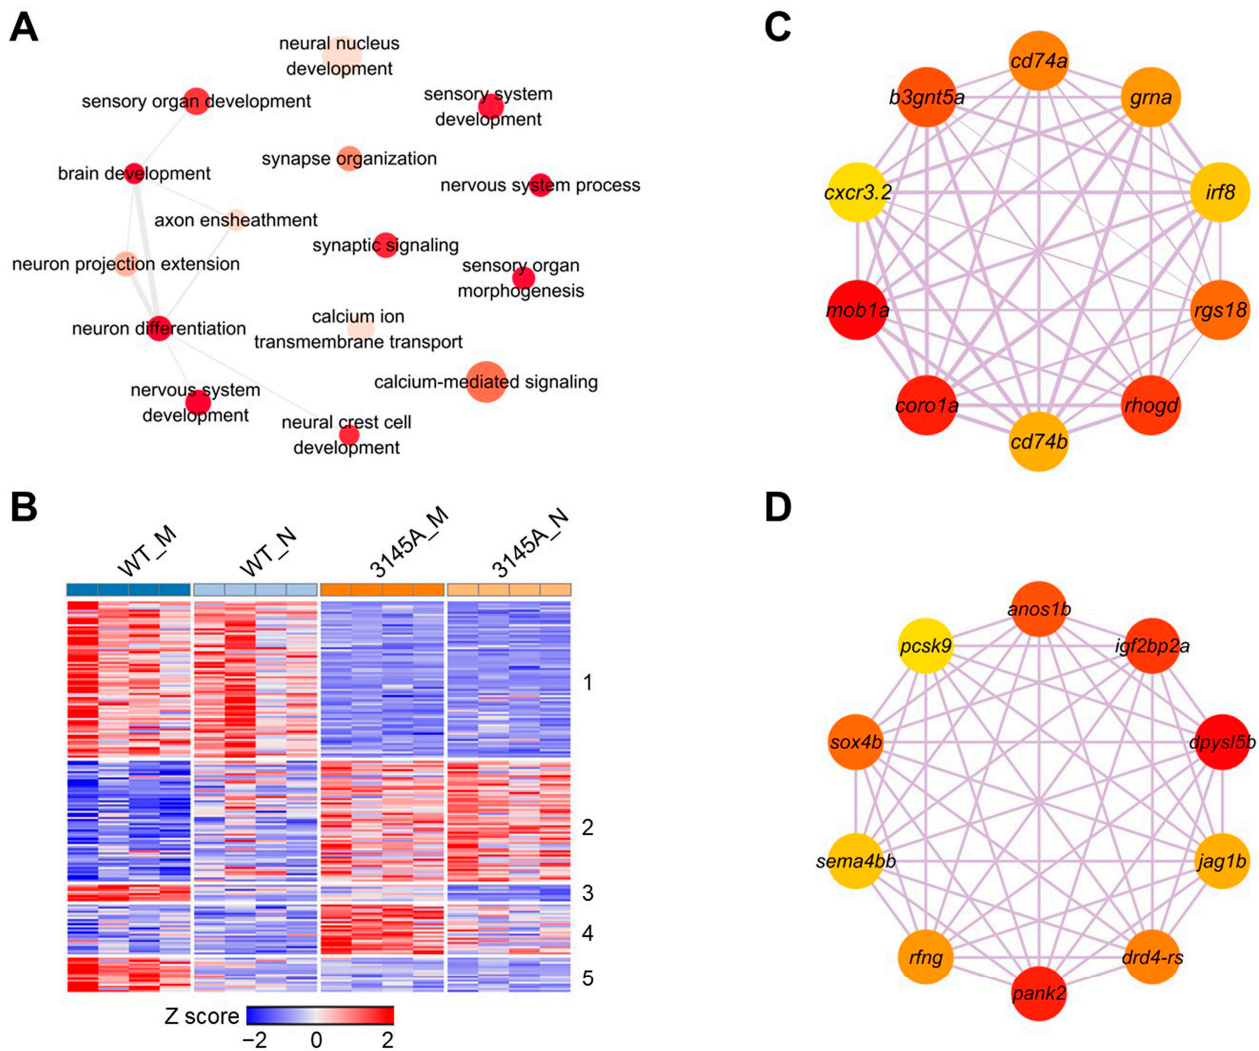 A
neural nucleus
development
sensory organ development
sensory system
development
synapse organization
brain development
nervous system process
axon ensheathment
synaptic signaling
neuron projection extension
sensory organ
morphogenesis
calcium ion
transmembrane transport
neuron differentiation
calcium-mediated signaling
nervous system
development
neural crest cell
development
B
WT_M
WT_N
3145A_M
3145A_N
1
2
3
4
5
Z score
−2
0
2
C
cd74a
b3gnt5a
grna
cxcr3.2
irf8
mob1a
rgs18
coro1a
rhogd
cd74b
D
anos1b
pcsk9
igf2bp2a
sox4b
dpysl5b
sema4bb
jag1b
rfng
drd4-rs
pank2